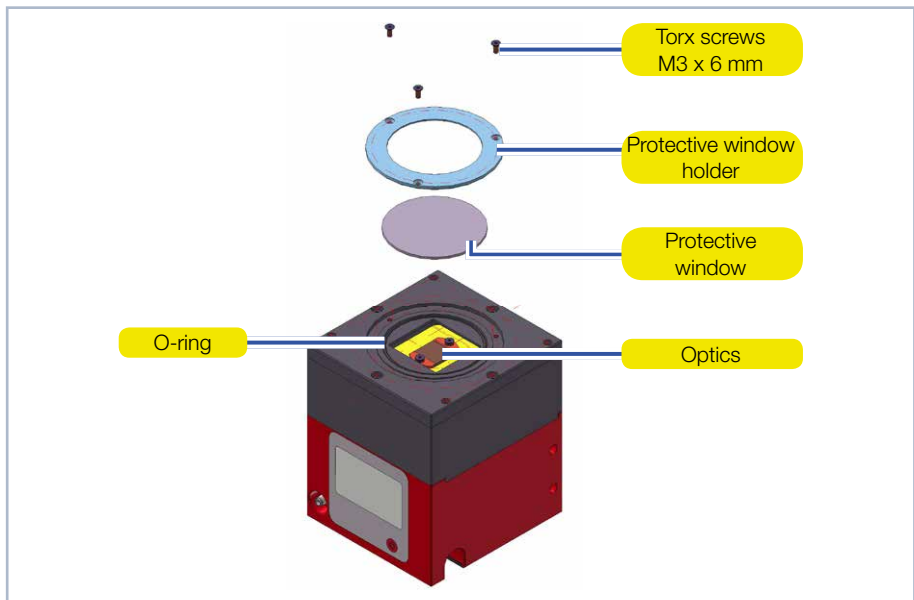 Torx screws
M3 x 6 mm
Protective window
holder
Protective
window
O-ring
Optics